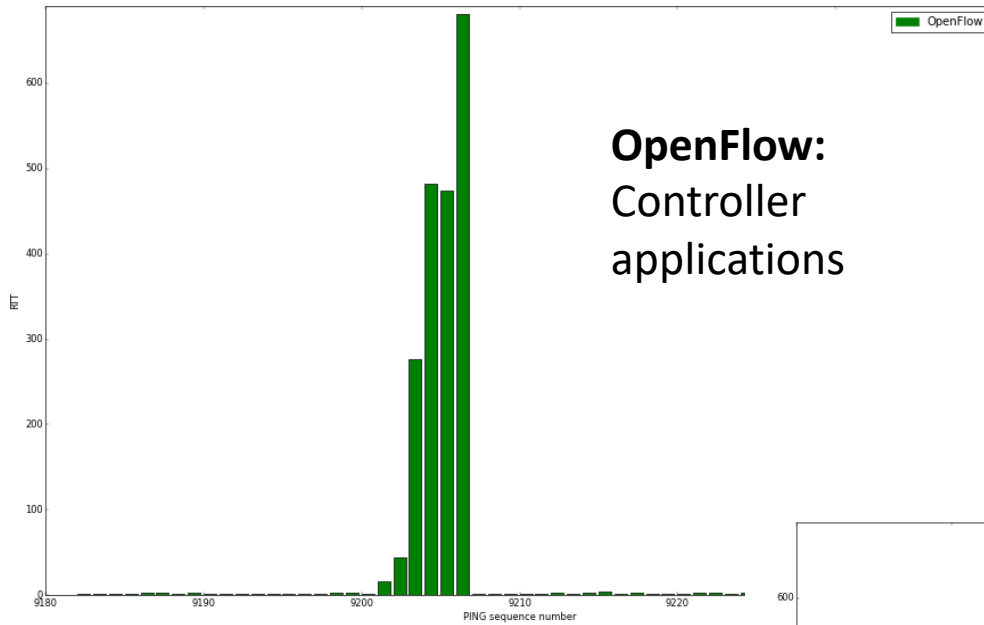 OpenFlow
600
500
400
300
200
100
0
RTT
OpenFlow:
Controller
applications
9180 9190 9200 9210 9220
PING sequence number
600